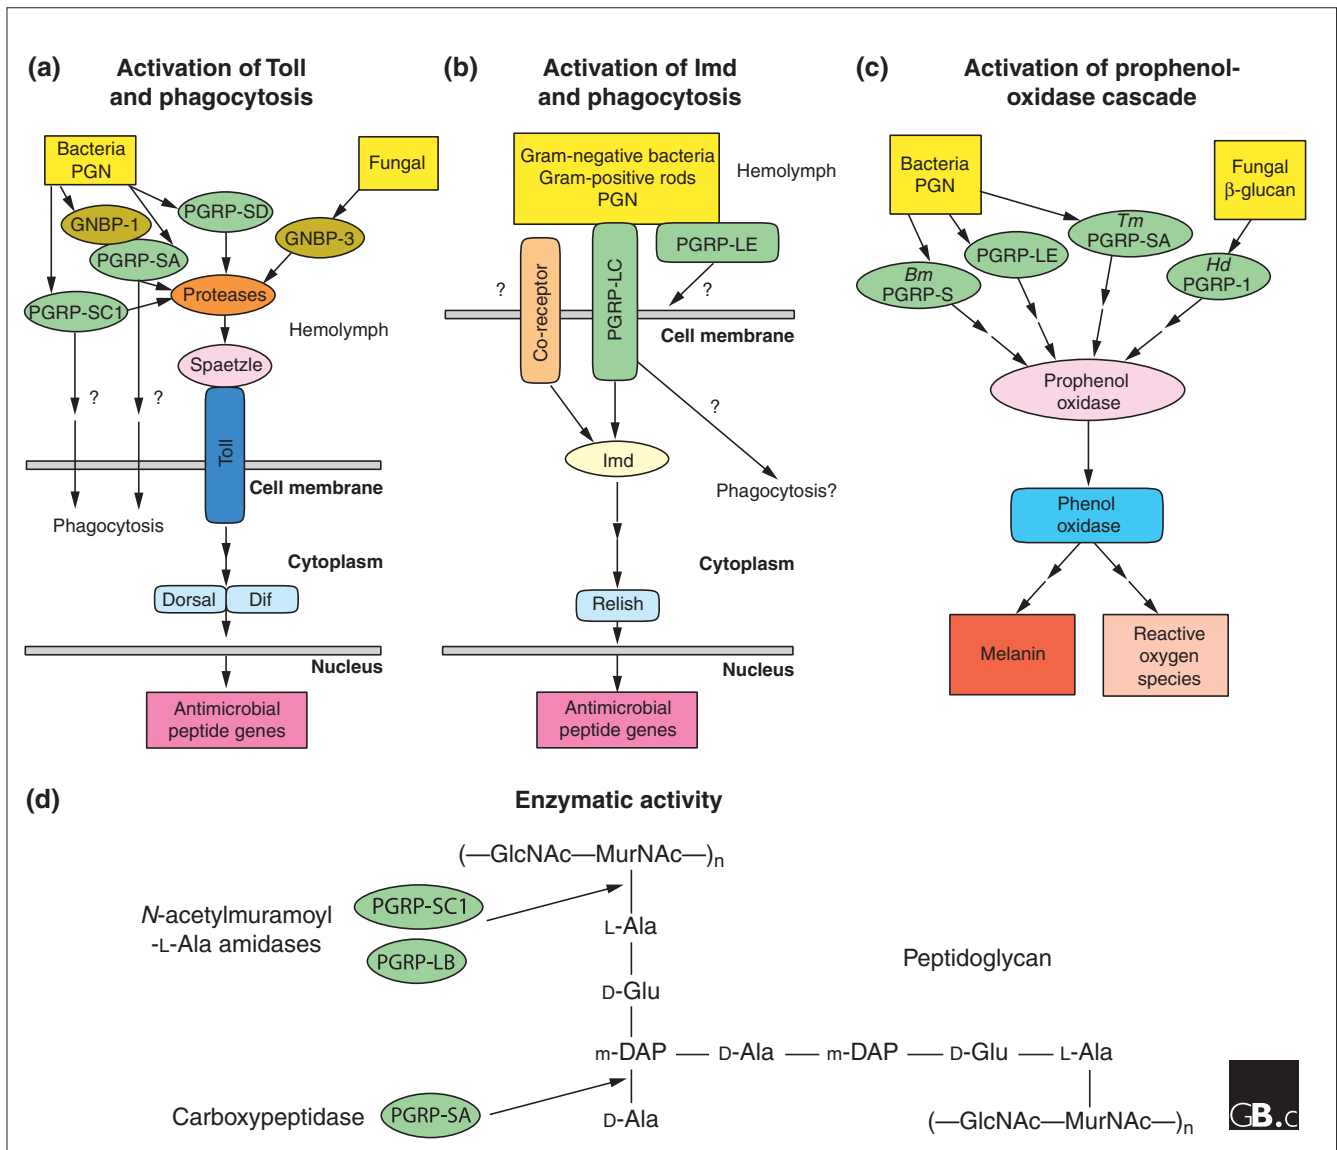 (a) Activation of Toll
and phagocytosis
Bacteria
PGN
Fungal
PGRP-SD
GNBP-1
GNBP-3
PGRP-SA
Proteases
PGRP-SC1
Hemolymph
Spaetzle
?
?
Toll
Cell membrane
Phagocytosis
Cytoplasm
Dorsal
Dif
Nucleus
Antimicrobial
peptide genes
(b) Activation of Imd
and phagocytosis
Gram-negative bacteria
Gram-positive rods
PGN
Hemolymph
PGRP-LE
Co-receptor
PGRP-LC
?
?
Cell membrane
?
Imd
Phagocytosis?
Cytoplasm
Relish
Nucleus
Antimicrobial
peptide genes
(c) Activation of prophenol-
oxidase cascade
Bacteria
PGN
Fungal
β-glucan
Tm
PGRP-SA
PGRP-LE
Bm
PGRP-S
Hd
PGRP-1
Prophenol
oxidase
Phenol
oxidase
Melanin
Reactive
oxygen
species
(d) Enzymatic activity
(—GlcNAc—MurNAc—)n
N-acetylmuramoyl
-L-Ala amidases
PGRP-SC1
PGRP-LB
L-Ala
Peptidoglycan
D-Glu
m-DAP — D-Ala — m-DAP — D-Glu — L-Ala
Carboxypeptidase
PGRP-SA
D-Ala
(—GlcNAc—MurNAc—)n
GB.c